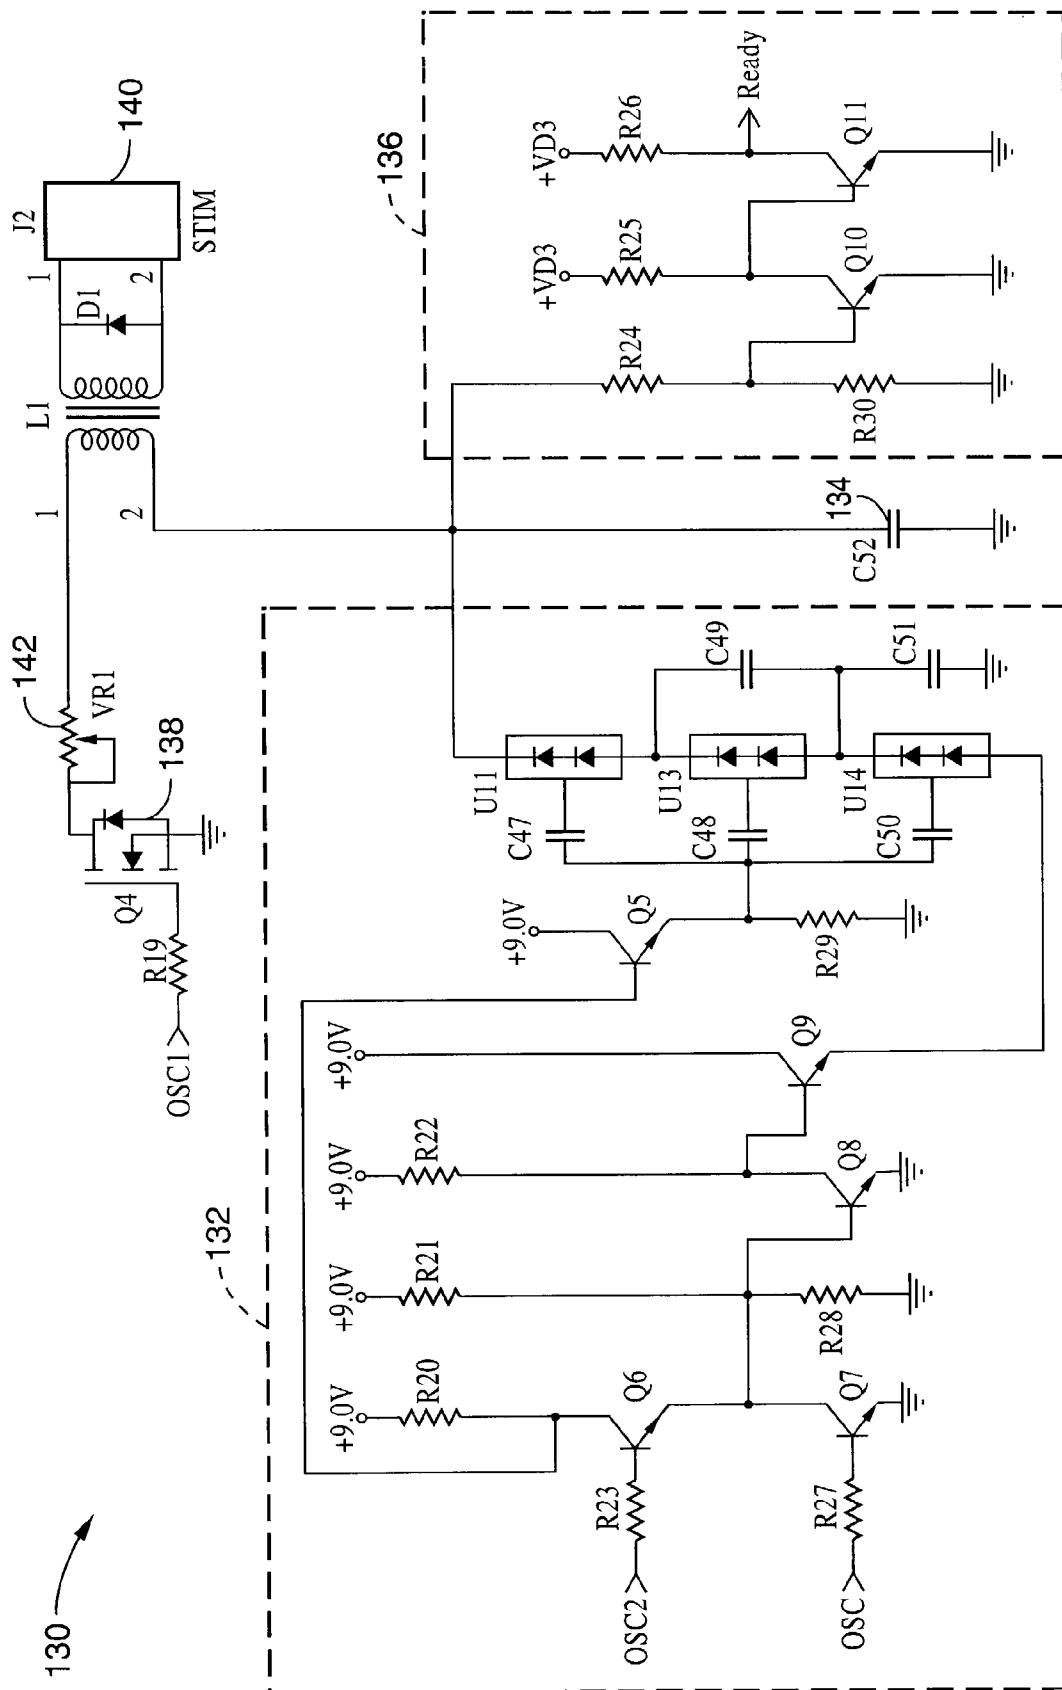 130
132
+9.0V
+9.0V
+9.0V
+9.0V
+9.0V
R20
R21
R22
R23
Q6
OSC2
OSC
R27
Q7
R28
Q8
Q9
Q5
R29
C47
C48
C50
U11
U13
U14
C49
C51
OSC1
R19
Q4
138
142
VR1
1
2
L1
D1
1
2
J2
STIM
140
134
C52
136
+VD3
+VD3
R24
R25
R26
R30
Q10
Q11
Ready